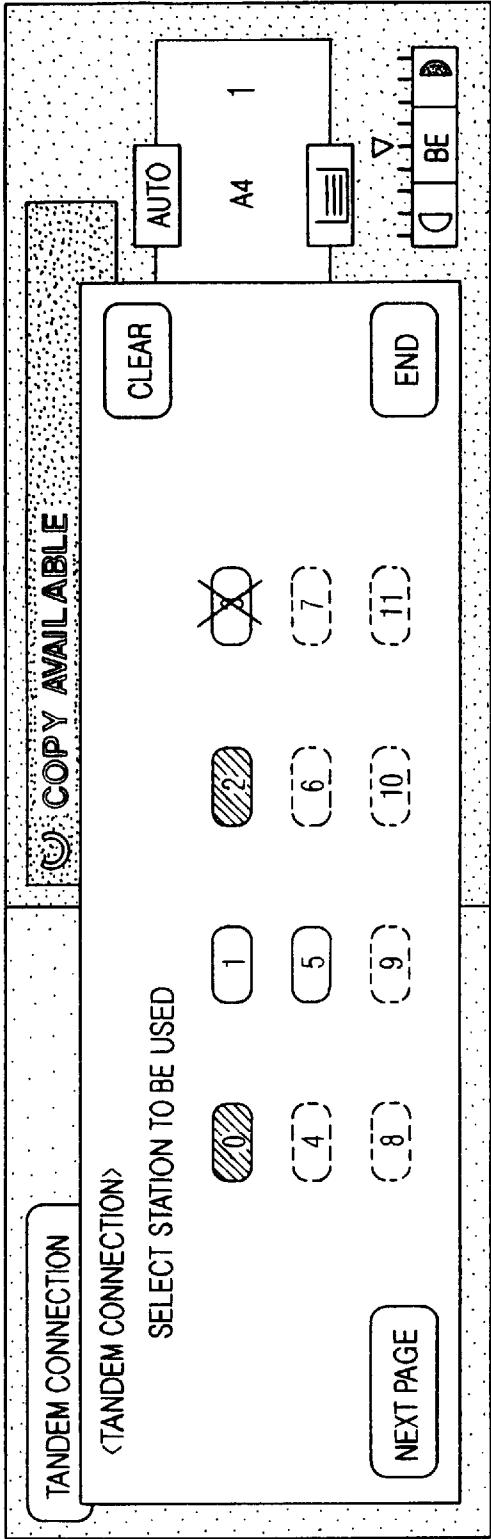 TANDEM CONNECTION
COPY AVAILABLE
<TANDEM CONNECTION>
CLEAR
SELECT STATION TO BE USED
0 1 2 3
4 5 6 7
8 9 10 11
NEXT PAGE
END
AUTO
A4
1
BE